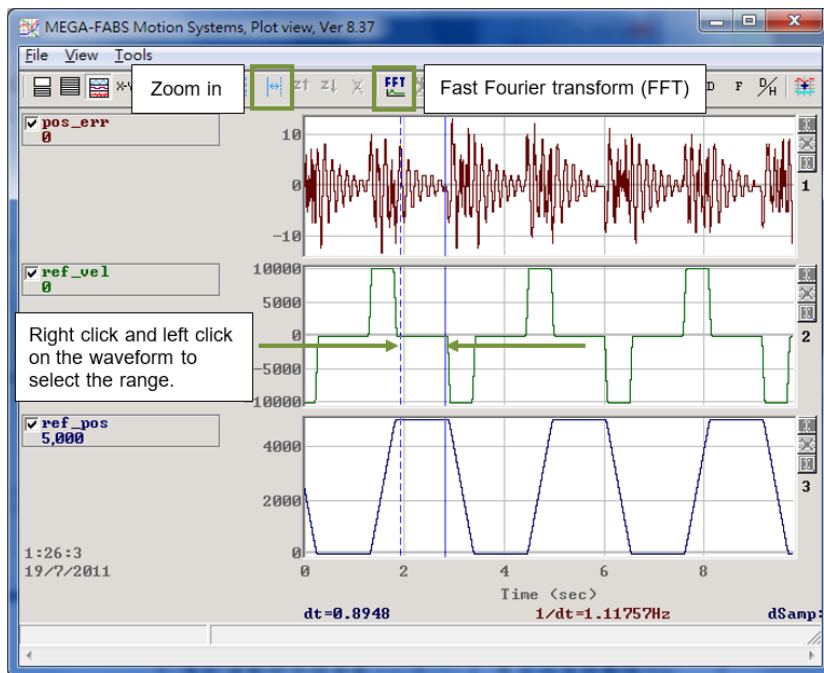 MEGA-FABS Motion Systems, Plot view, Ver 8.37
File View Tools
Zoom in
FFT
Fast Fourier transform (FFT)
F D/H
pos_err
0
10
0
-10
1
ref_vel
0
10000
5000
0
-5000
-10000
2
Right click and left click
on the waveform to
select the range.
ref_pos
5,000
4000
2000
0
3
1:26:3
19/7/2011
0 2 4 6 8
Time (sec)
dt=0.8948 1/dt=1.11757Hz dSamp: